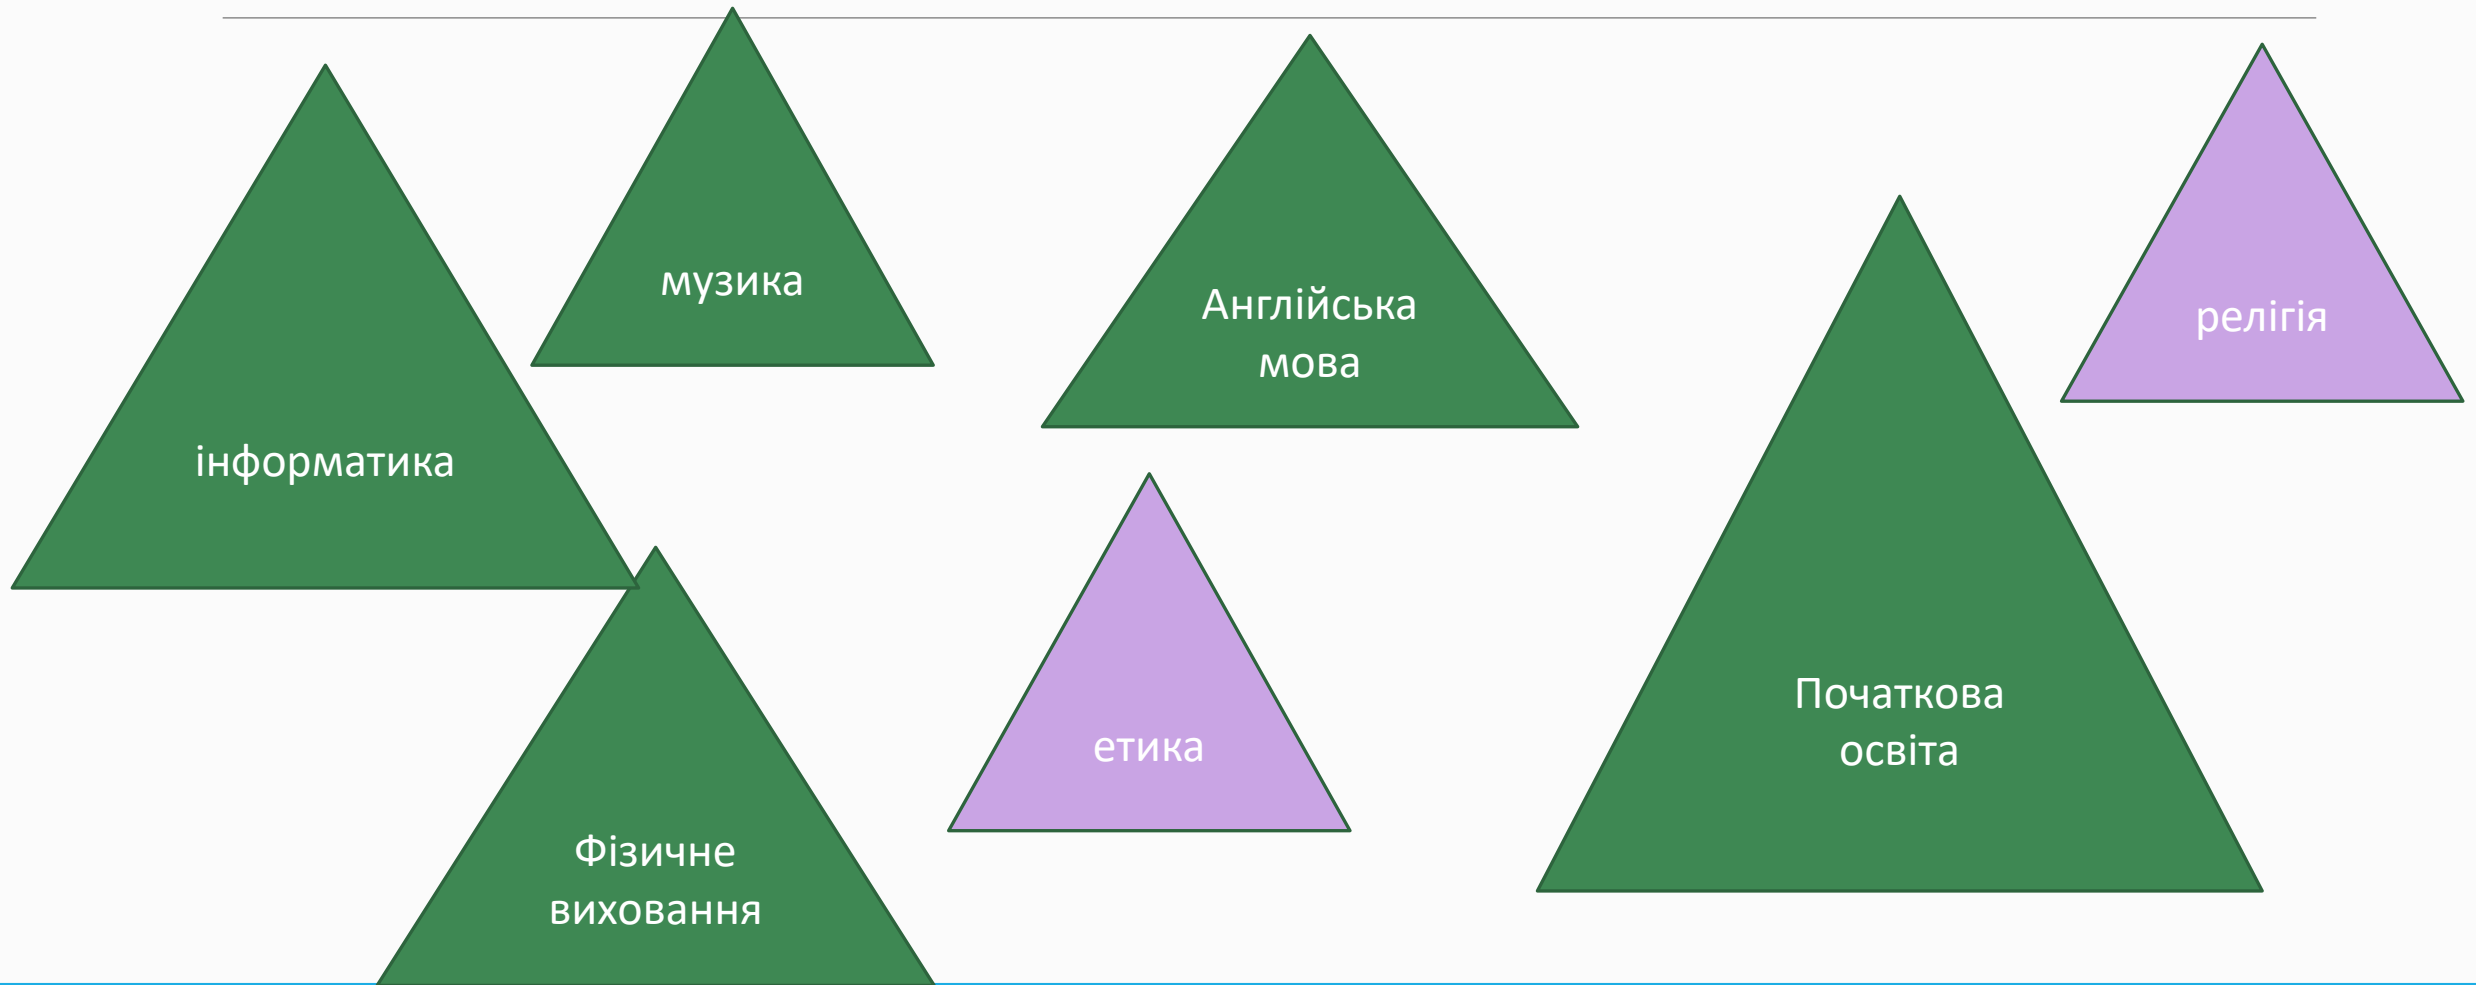 музика
Англійська
мова
релігія
інформатика
Початкова
освіта
етика
Фізичне
виховання